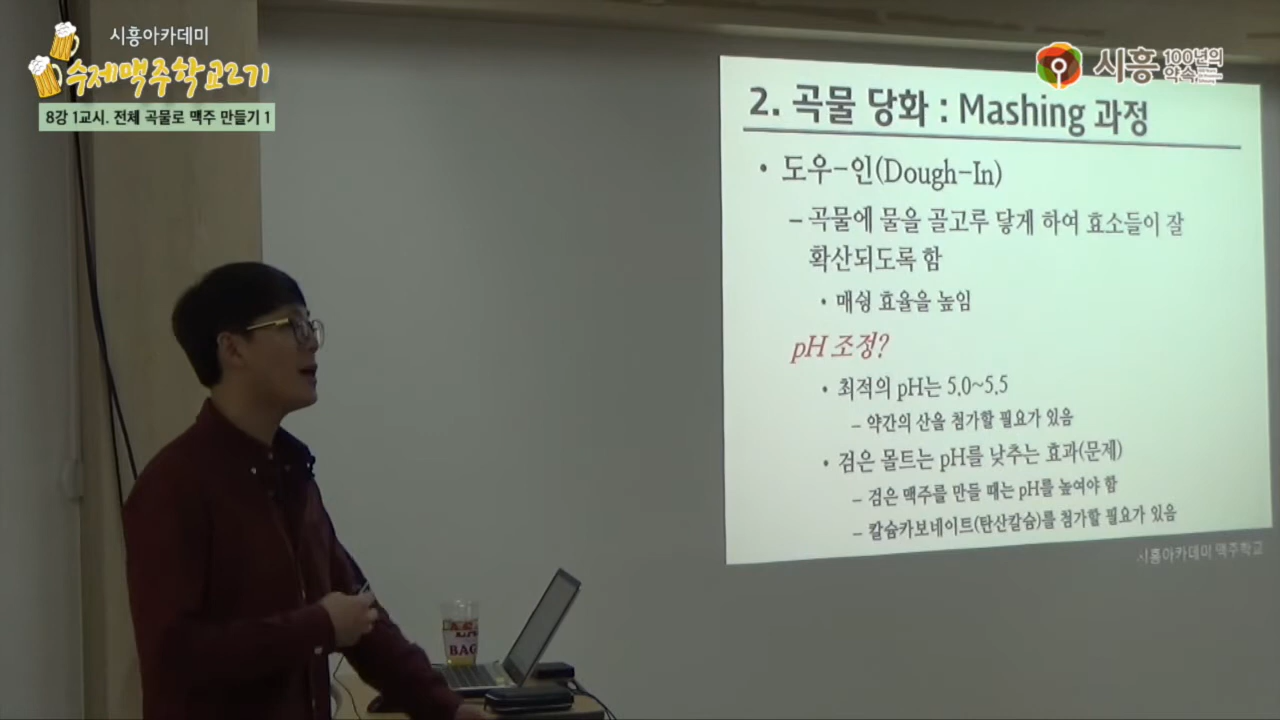 시흥아카데미
수제맥주학교2기
8강 1교시. 전체 곡물로 맥주 만들기 1
시흥 100년의 약속
2. 곡물 당화 : Mashing 과정
• 도우-인(Dough-In)
– 곡물에 물을 골고루 닿게 하여 효소들이 잘
확산되도록 함
• 매슁 효율을 높임
pH 조정?
• 최적의 pH는 5.0~5.5
– 약간의 산을 첨가할 필요가 있음
• 검은 몰트는 pH를 낮추는 효과(문제)
– 검은 맥주를 만들 때는 pH를 높여야 함
– 칼슘카보네이트(탄산칼슘)를 첨가할 필요가 있음
시흥아카데미 맥주학교
BAG